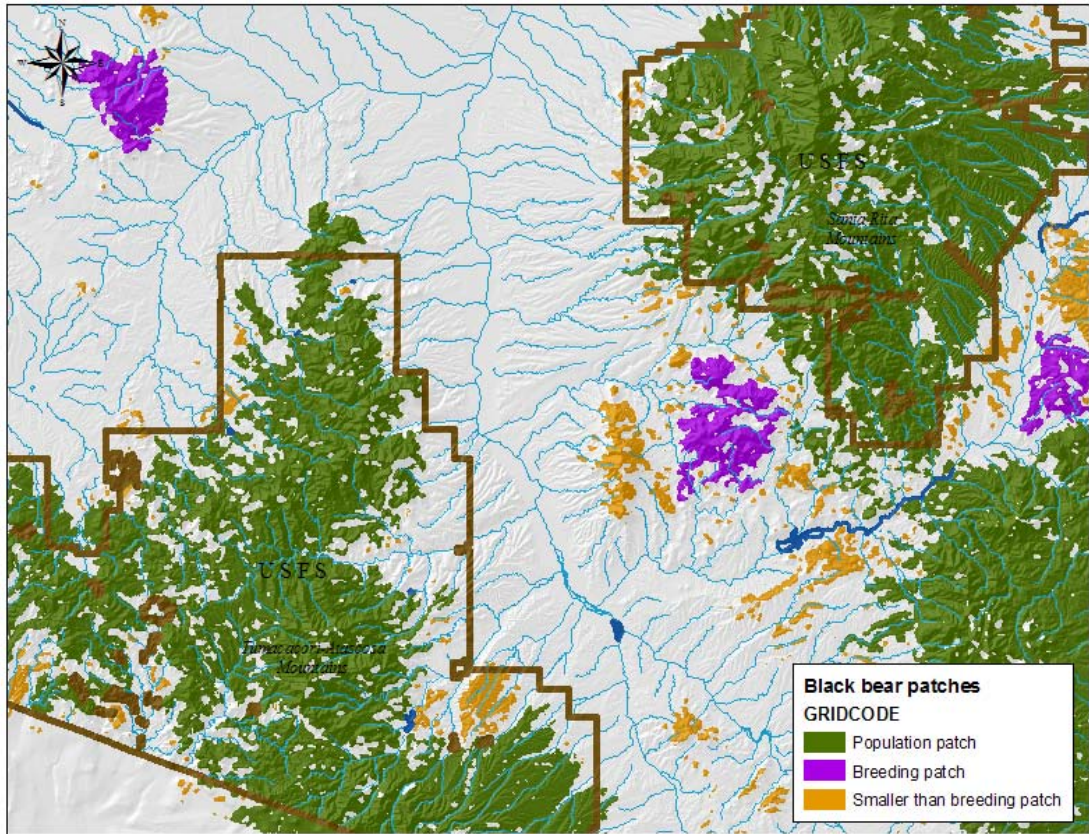 N
W
E
S
USFS
Santa Rita
Mountains
USFS
Tumacacori-Atascosa
Mountains
Black bear patches
GRIDCODE
Population patch
Breeding patch
Smaller than breeding patch